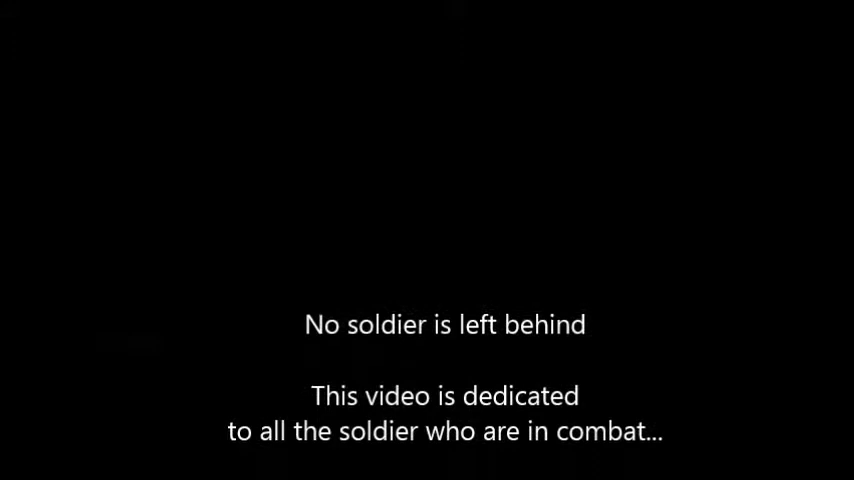 No soldier is left behind
This video is dedicated
to all the soldier who are in combat...